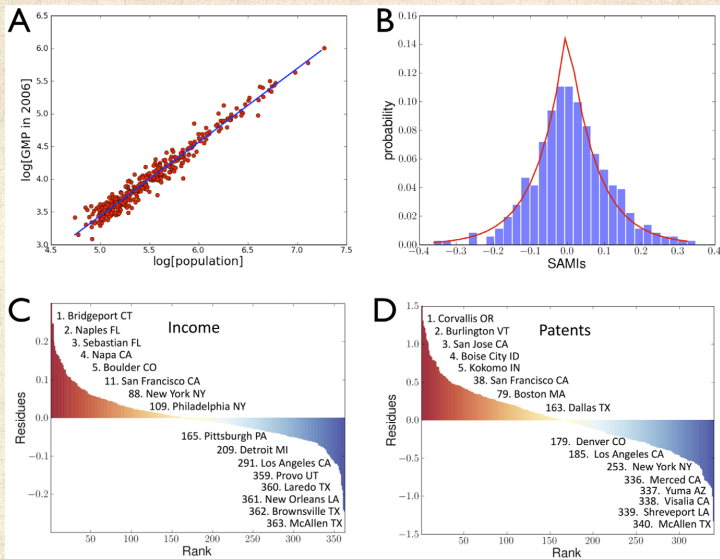 A
log[GMP in 2006]
6.0
5.5
5.0
4.5
4.0
3.5
3.0
4.5 5.0 5.5 6.0 6.5 7.0 7.5
log[population]
B
probability
0.16
0.14
0.12
0.10
0.08
0.06
0.04
0.02
0.00
−0.4 −0.3 −0.2 −0.1 0.0 0.1 0.2 0.3 0.4
SAMIs
C
Income
Residues
0.2
0.1
0.0
−0.1
−0.2
1. Bridgeport CT
2. Naples FL
3. Sebastian FL
4. Napa CA
5. Boulder CO
11. San Francisco CA
88. New York NY
109. Philadelphia NY
165. Pittsburgh PA
209. Detroit MI
291. Los Angeles CA
359. Provo UT
360. Laredo TX
361. New Orleans LA
362. Brownsville TX
363. McAllen TX
50 100 150 200 250 300 350
Rank
D
Patents
Residues
1.5
1.0
0.5
0.0
−0.5
−1.0
−1.5
1. Corvallis OR
2. Burlington VT
3. San Jose CA
4. Boise City ID
5. Kokomo IN
38. San Francisco CA
79. Boston MA
163. Dallas TX
179. Denver CO
185. Los Angeles CA
253. New York NY
336. Merced CA
337. Yuma AZ
338. Visalia CA
339. Shreveport LA
340. McAllen TX
50 100 150 200 250 300
Rank